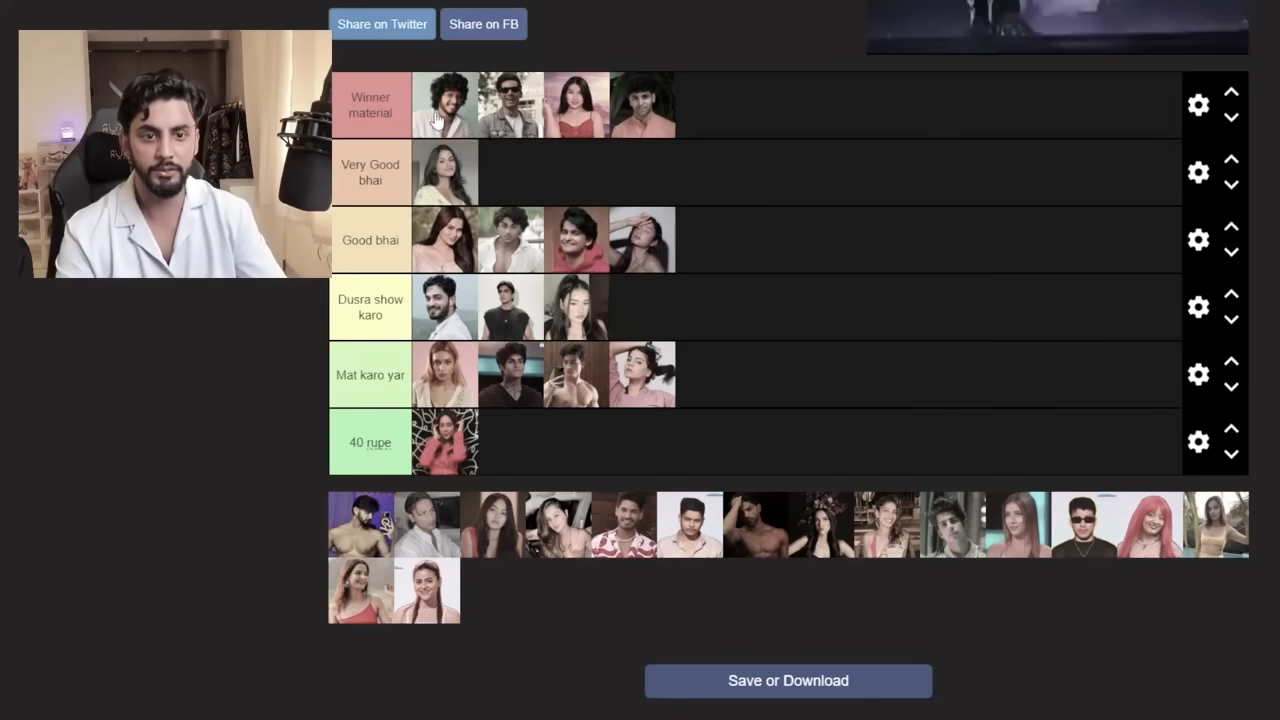 Share on Twitter
Share on FB
Winner
material
Very Good
bhai
Good bhai
Dusra show
karo
Mat karo yar
40 rupe
Save or Download